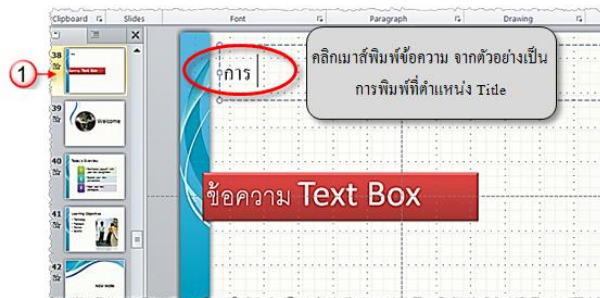 Clipboard Slides Font Paragraph Drawing
38
1
39
Welcome
40
41
42
การ
คลิกเมาส์พิมพ์ข้อความ จากตัวอย่างเป็น
การพิมพ์ที่ตำแหน่ง Title
ข้อความ Text Box